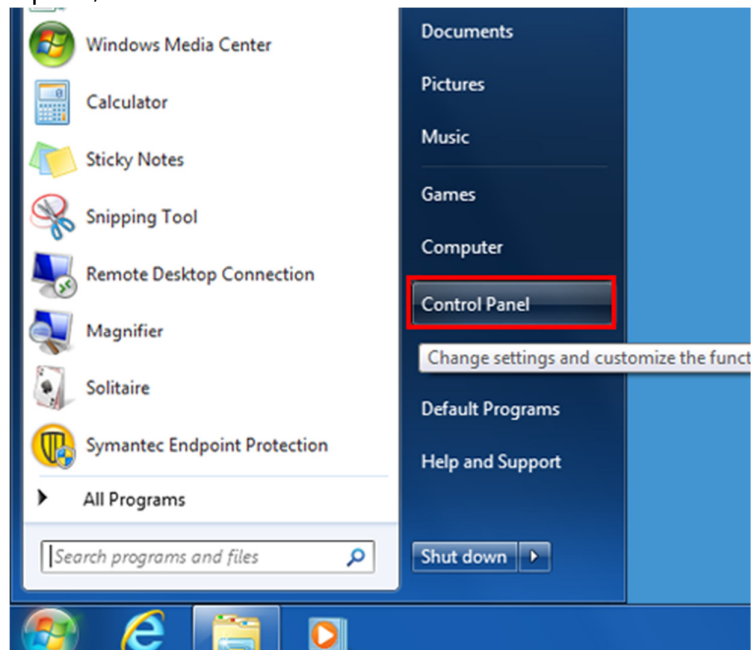 Windows Media Center
Calculator
Sticky Notes
Snipping Tool
Remote Desktop Connection
Magnifier
Solitaire
Symantec Endpoint Protection
All Programs
Search programs and files
Documents
Pictures
Music
Games
Computer
Control Panel
Change settings and customize the funct
Default Programs
Help and Support
Shut down